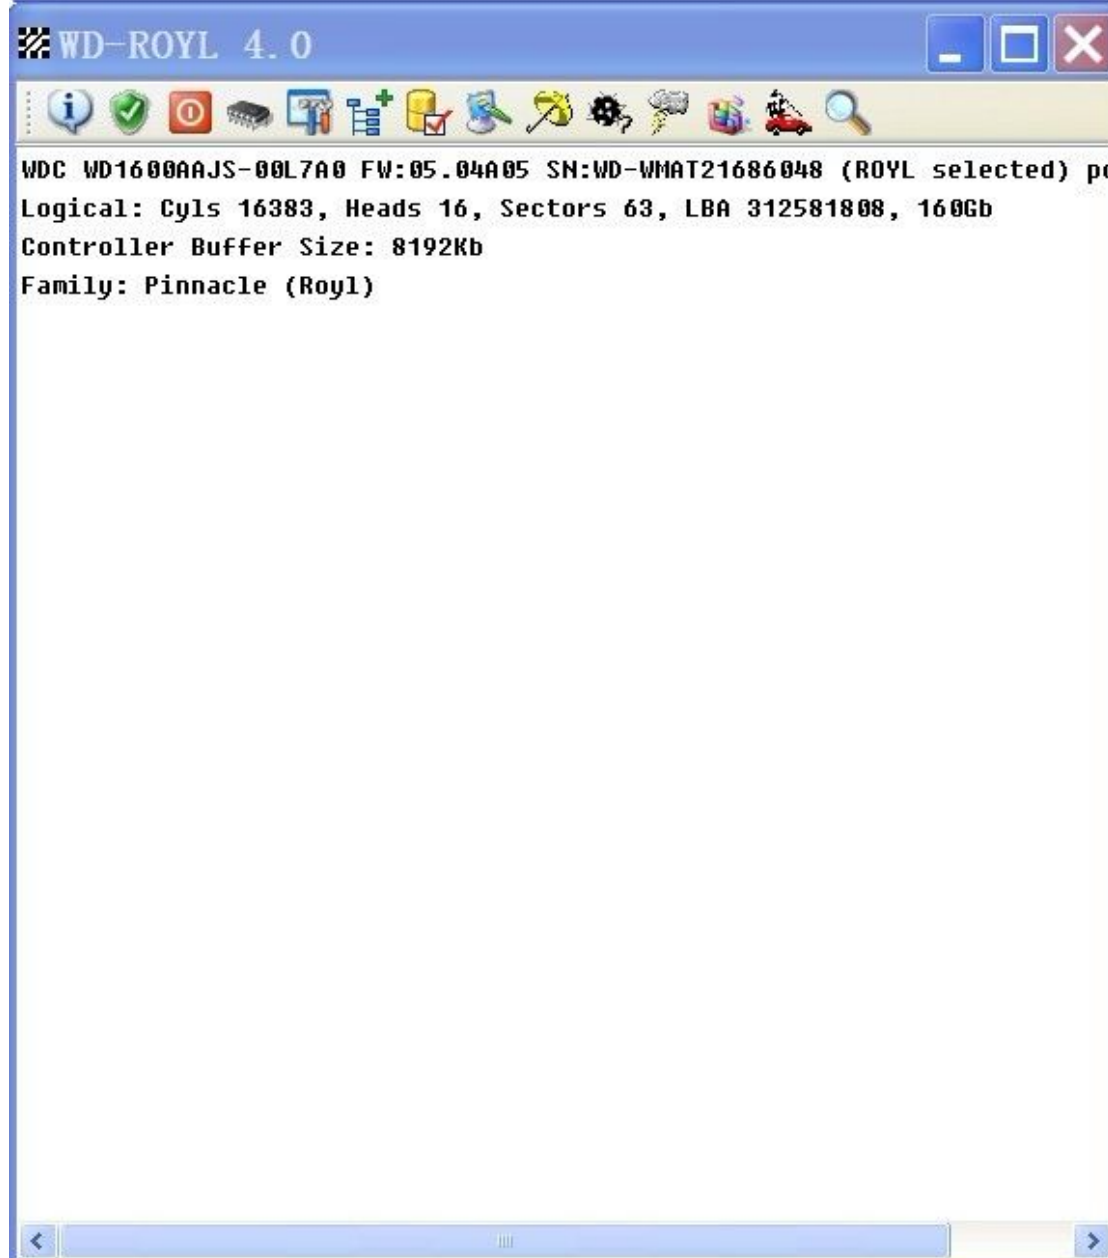 WD-ROYL 4.0
WDC WD1600AAJS-00L7A0 FW:05.04A05 SN:WD-WMAT21686048 (ROYL selected)
Logical: Cyls 16383, Heads 16, Sectors 63, LBA 312581808, 160Gb
Controller Buffer Size: 8192Kb
Family: Pinnacle (Royl)